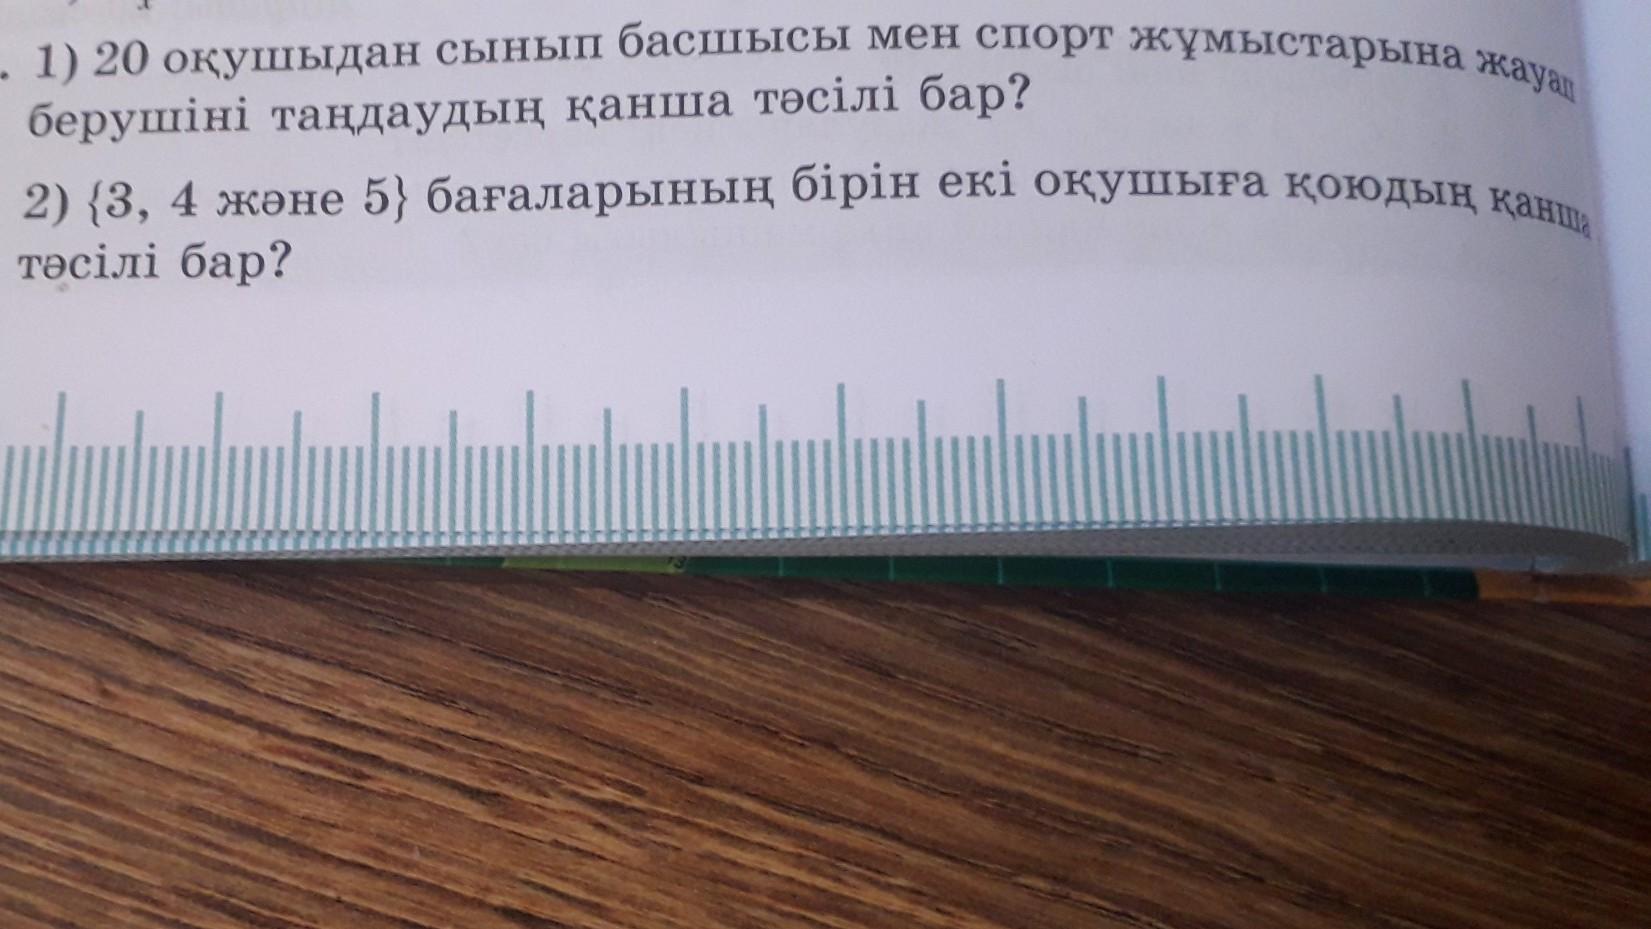 1) 20 оқушыдан сынып басшысы мен спорт жұмыстарына жауап
берушіні таңдаудың қанша тәсілі бар?
2) {3, 4 және 5} бағаларының бірін екі оқушыға қоюдың қанша
тәсілі бар?